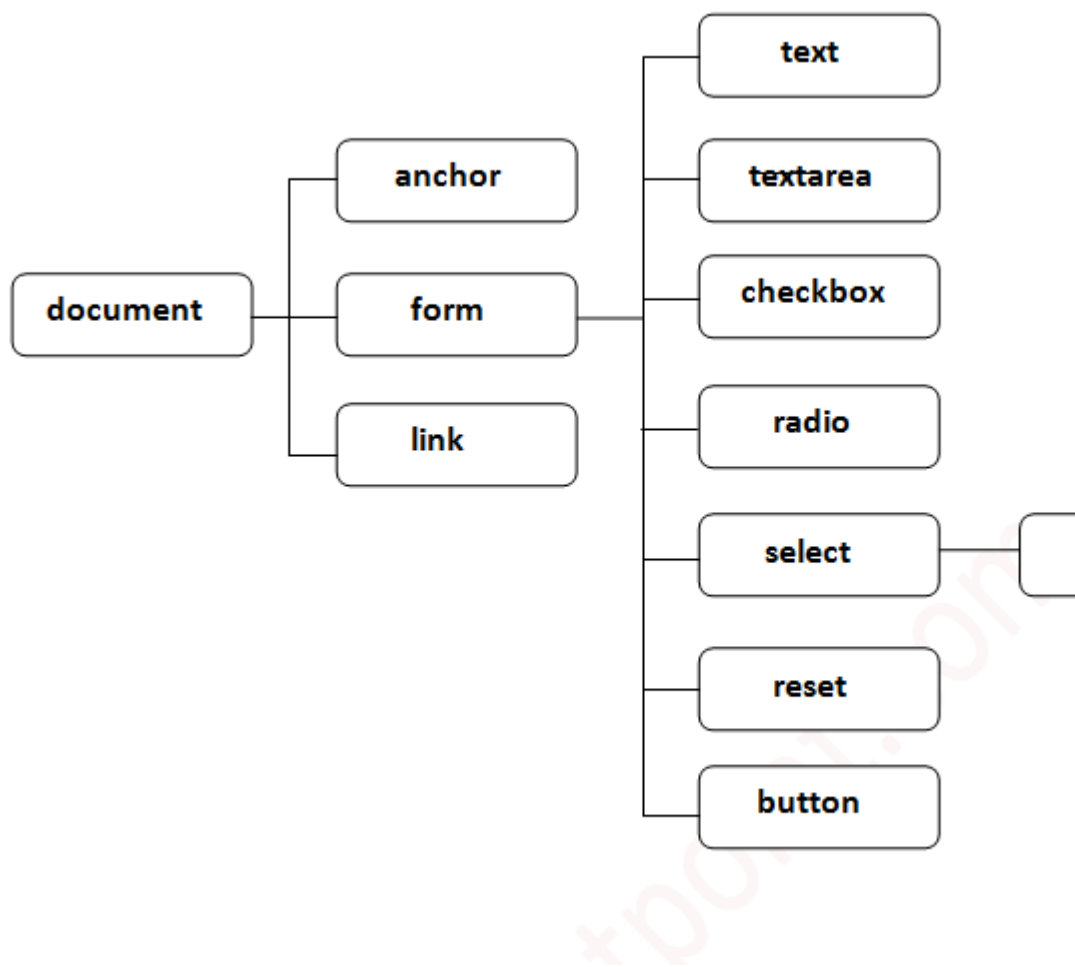 document
anchor
form
link
text
textarea
checkbox
radio
select
reset
button